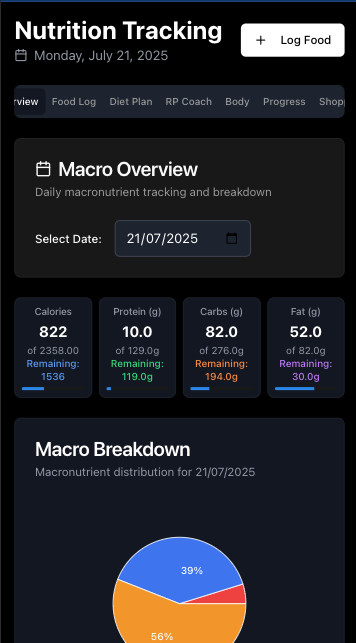 Nutrition Tracking
Monday, July 21, 2025
+ Log Food
rview Food Log Diet Plan RP Coach Body Progress Shop
Macro Overview
Daily macronutrient tracking and breakdown
Select Date: 21/07/2025
Calories Protein (g) Carbs (g) Fat (g)
822 10.0 82.0 52.0
of 2358.00 of 129.0g of 276.0g of 82.0g
Remaining: Remaining: Remaining: Remaining:
1536 119.0g 194.0g 30.0g
Macro Breakdown
Macronutrient distribution for 21/07/2025
39%
56%